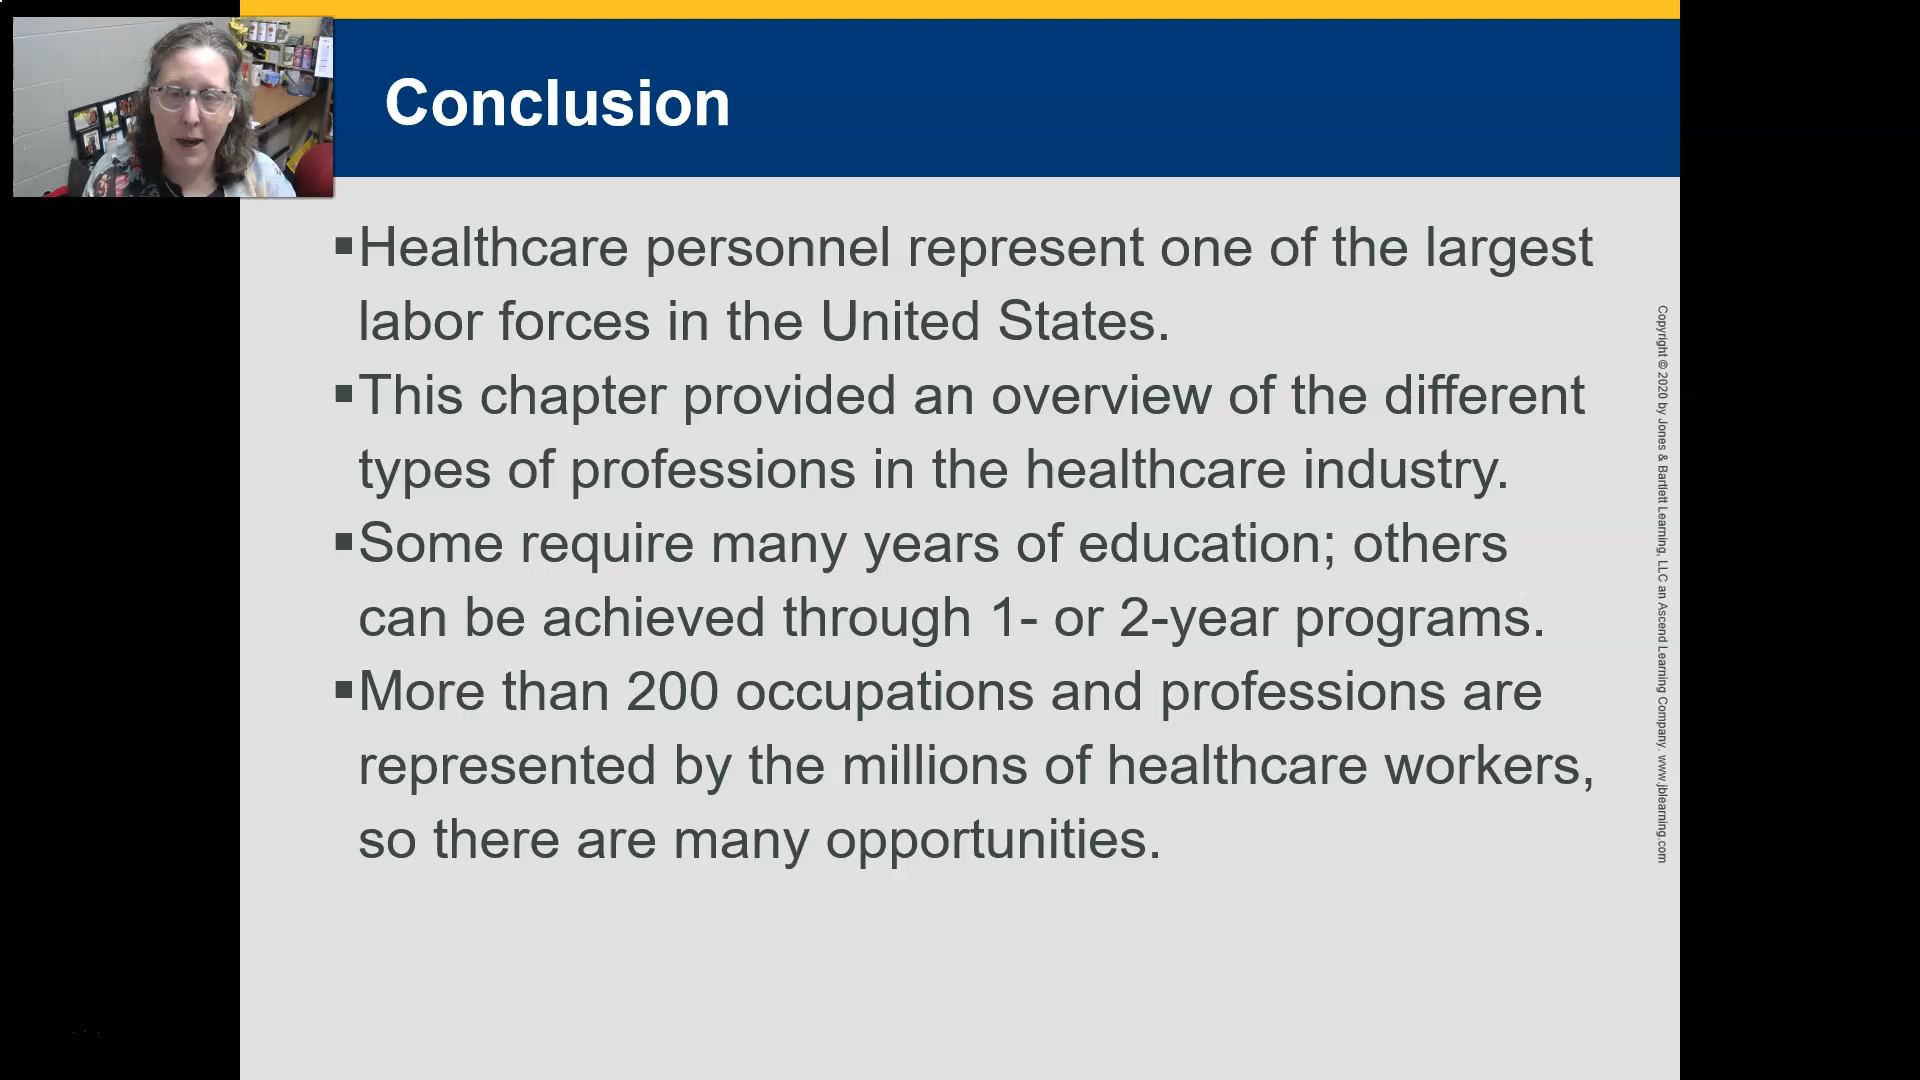 Conclusion
▪Healthcare personnel represent one of the largest
labor forces in the United States.
▪This chapter provided an overview of the different
types of professions in the healthcare industry.
▪Some require many years of education; others
can be achieved through 1- or 2-year programs.
▪More than 200 occupations and professions are
represented by the millions of healthcare workers,
so there are many opportunities.
Copyright © 2020 by Jones & Bartlett Learning, LLC an Ascend Learning Company. www.jblearning.com